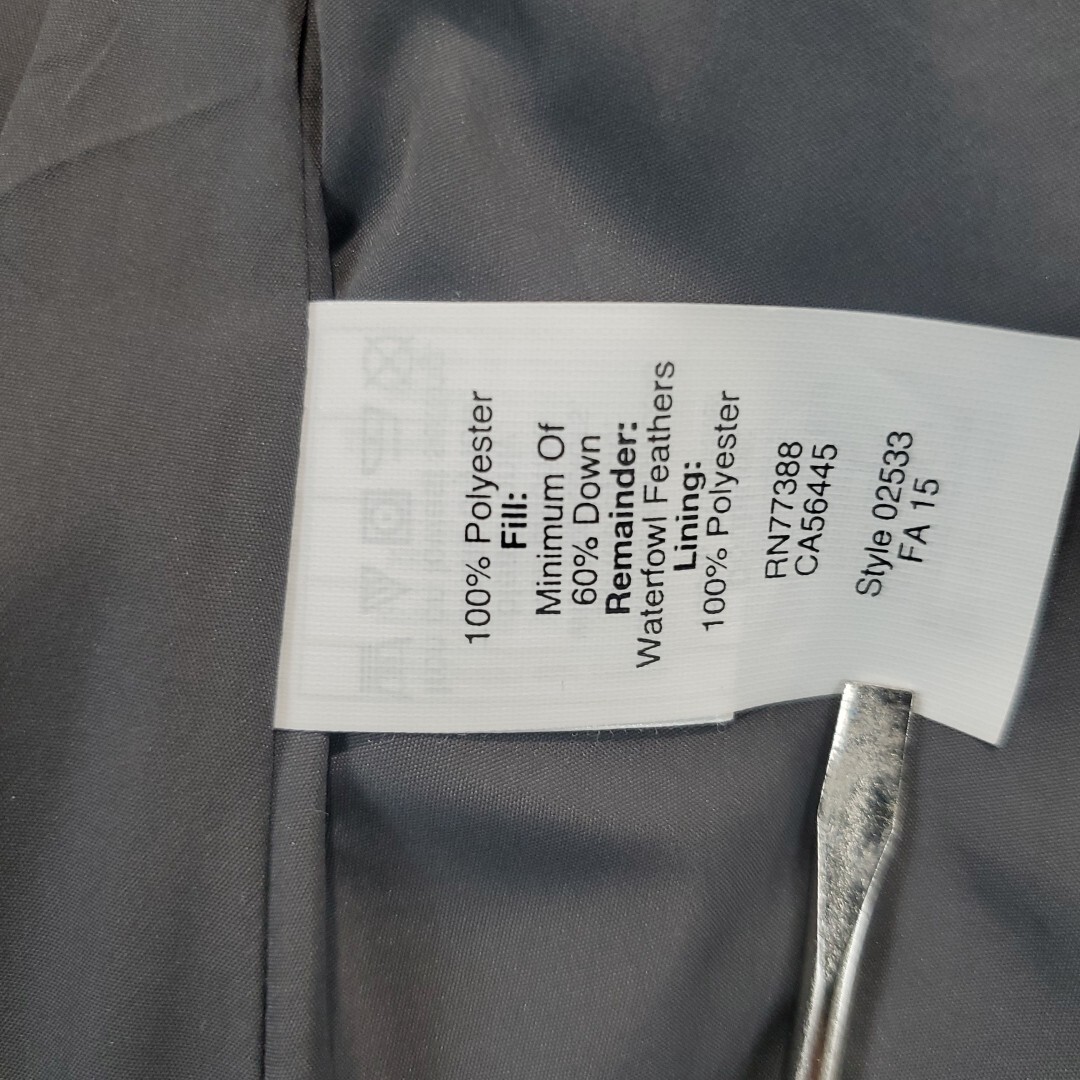 100% Polyester
Fill:
Minimum Of
60% Down
Remainder:
Waterfowl Feathers
Lining:
100% Polyester
RN77388
CA56445
Style 02533
FA 15